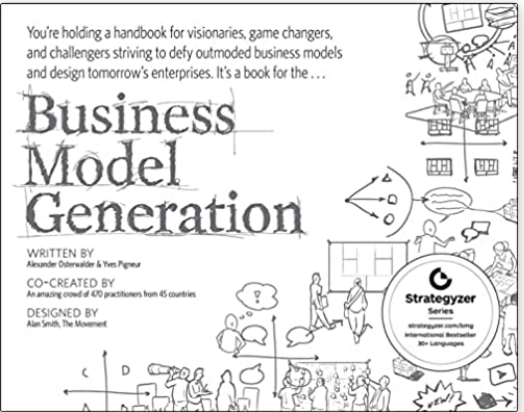 You're holding a handbook for visionaries, game changers,
and challengers striving to defy outmoded business models
and design tomorrow's enterprises. It's a book for the . . .
Business
Model
Generation
WRITTEN BY
Alexander Osterwalder & Yves Pigneur
CO-CREATED BY
An amazing crowd of 470 practitioners from 45 countries
DESIGNED BY
Alan Smith, The Movement
Strategyzer
Series
strategyzer.com/bmg
International Bestseller
30+ Languages
C D
NEW!